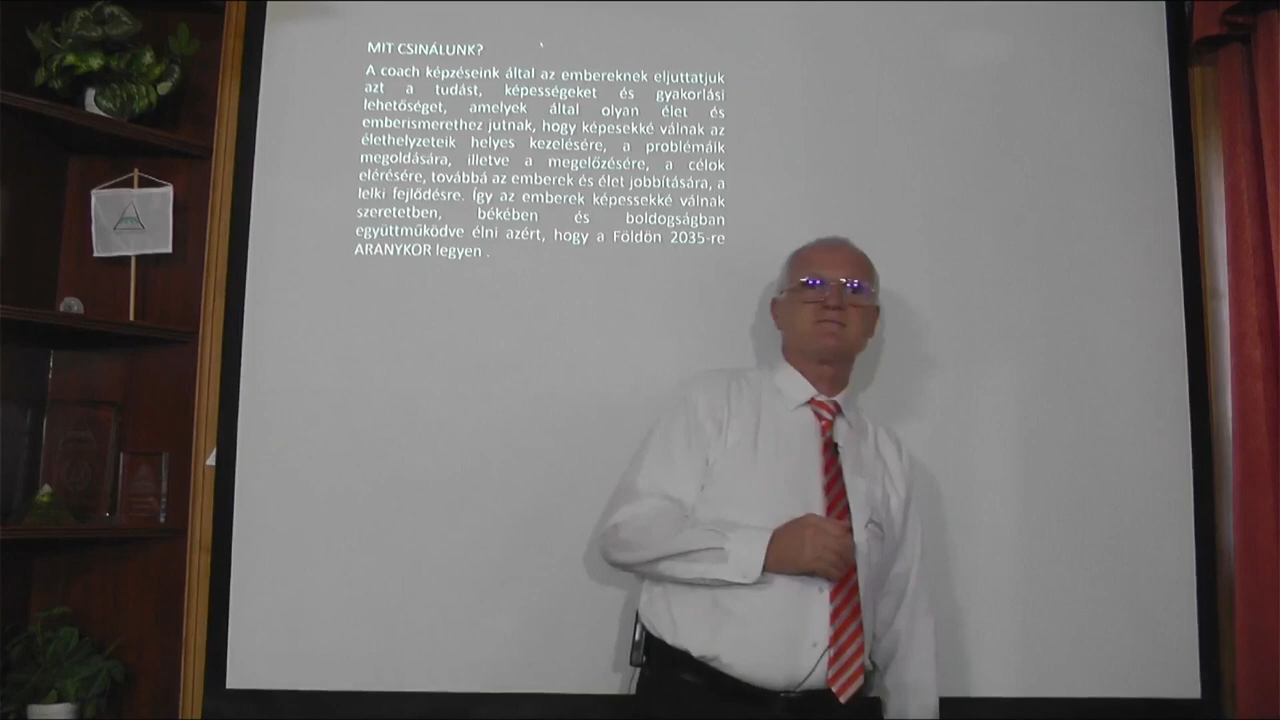 MIT CSINÁLUNK?
A coach képzéseink által az embereknek eljuttatjuk
azt a tudást, képességeket és gyakorlási
lehetőséget, amelyek által olyan élet és
emberismerethez jutnak, hogy képesekké válnak az
élethelyzeteik helyes kezelésére, a problémáik
megoldására, illetve a megelőzésére, a célok
elérésére, továbbá az emberek és élet jobbítására, a
lelki fejlődésre. Így az emberek képessekké válnak
szeretetben, békében és boldogságban
együttműködve élni azért, hogy a Földön 2035-re
ARANYKOR legyen .